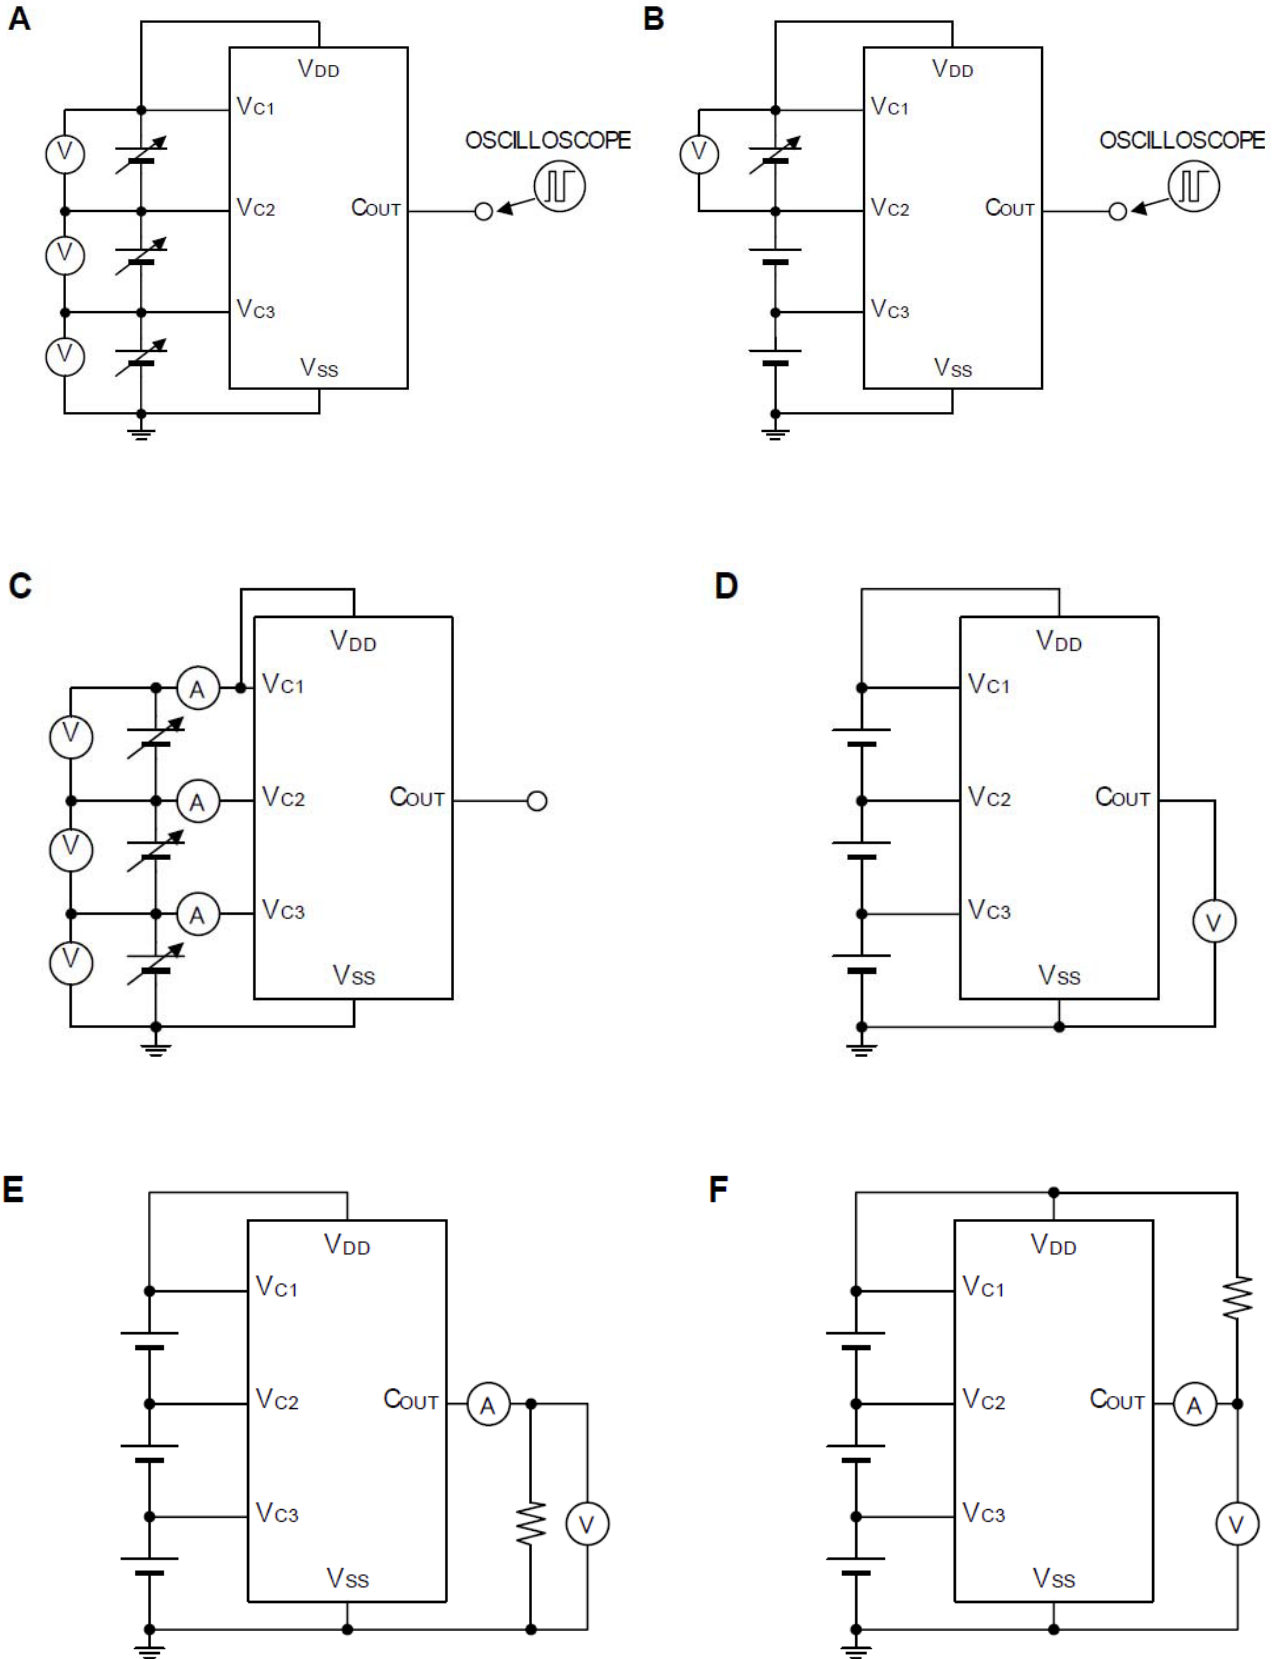 A B
VDD VDD
VC1 VC1
V V
OSCILLOSCOPE OSCILLOSCOPE
VC2 COUT VC2 COUT
V
VC3 VC3
V
VSS VSS
C D
VDD VDD
A VC1 VC1
V
A VC2 COUT VC2 COUT
V
A VC3 VC3
V
V
VSS VSS
E F
VDD VDD
VC1 VC1
VC2 COUT A VC2 COUT A
VC3 VC3
V V
VSS VSS